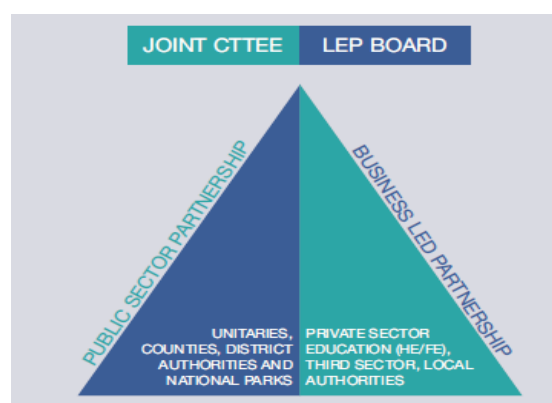 JOINT CTTEE
LEP BOARD
PUBLIC SECTOR PARTNERSHIP
BUSINESS LED PARTNERSHIP
UNITARIES,
COUNTIES, DISTRICT
AUTHORITIES AND
NATIONAL PARKS
PRIVATE SECTOR
EDUCATION (HE/FE),
THIRD SECTOR, LOCAL
AUTHORITIES